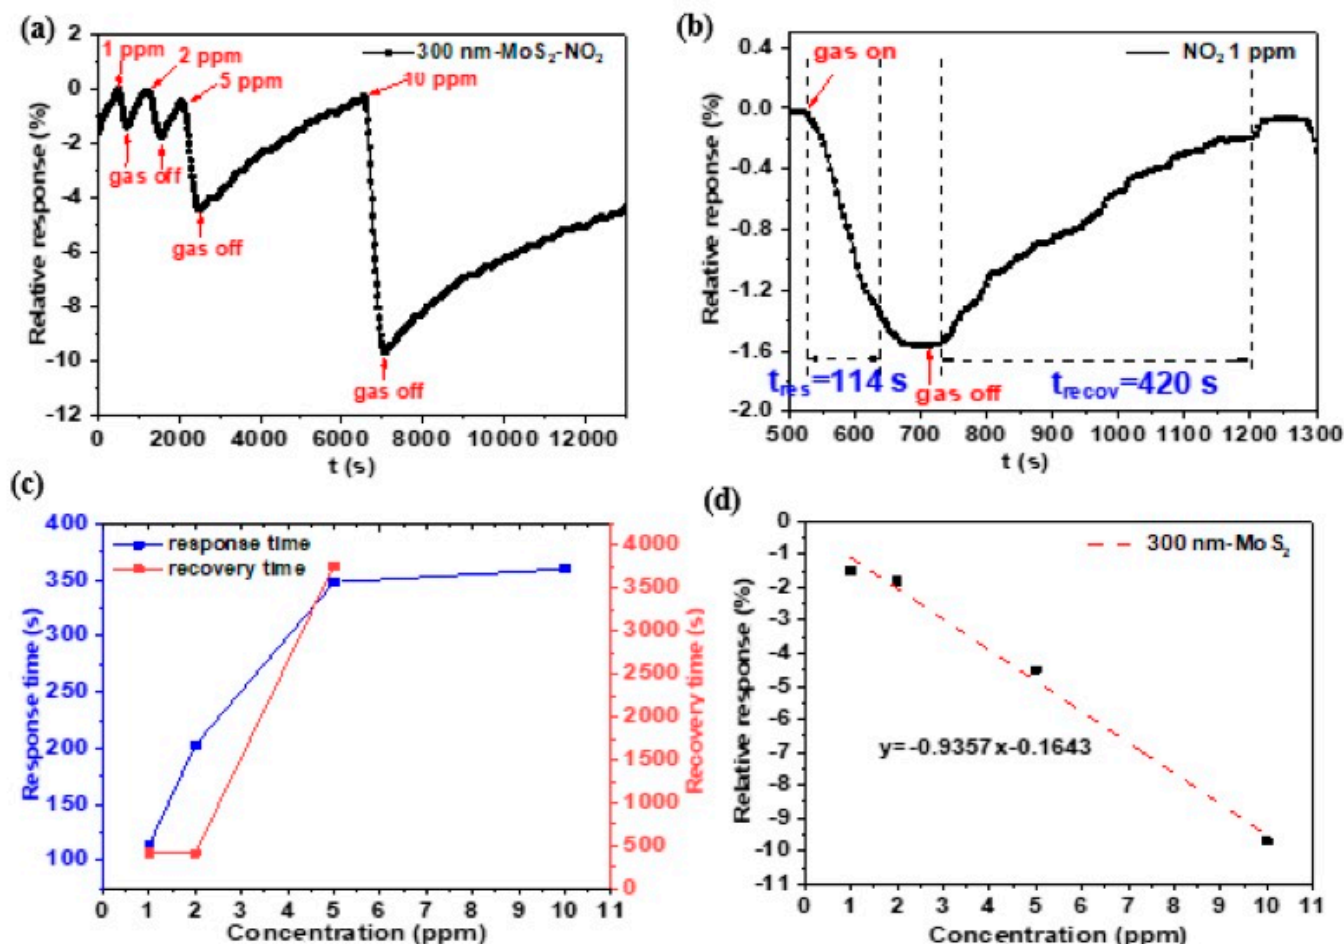 (a)
300 nm-MoS2-NO2
1 ppm
2 ppm
5 ppm
10 ppm
gas off
gas off
gas off
Relative response (%)
0
-2
-4
-6
-8
-10
-12
0 2000 4000 6000 8000 10000 12000
t (s)
(b)
NO2 1 ppm
gas on
gas off
tres=114 s
trecov=420 s
Relative reponse (%)
0.4
0.0
-0.4
-0.8
-1.2
-1.6
-2.0
500 600 700 800 900 1000 1100 1200 1300
t (s)
(c)
response time
recovery time
Response time (s)
400
350
300
250
200
150
100
Recovery time (s)
4000
3500
3000
2500
2000
1500
1000
500
0
0 1 2 3 4 5 6 7 8 9 10 11
Concentration (ppm)
(d)
300 nm-MoS2
y=-0.9357x-0.1643
Relative response (%)
0
-1
-2
-3
-4
-5
-6
-7
-8
-9
-10
-11
0 1 2 3 4 5 6 7 8 9 10 11
Concentration (ppm)